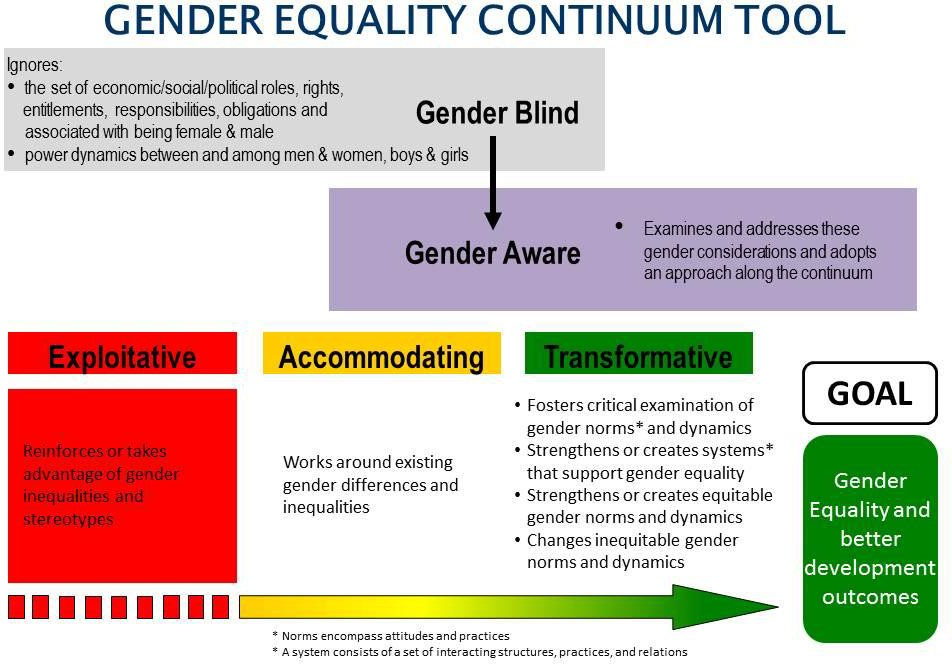 GENDER EQUALITY CONTINUUM TOOL
Ignores:
• the set of economic/social/political roles, rights,
entitlements, responsibilities, obligations and
associated with being female & male
• power dynamics between and among men & women, boys & girls
Gender Blind
Gender Aware
• Examines and addresses these
gender considerations and adopts
an approach along the continuum
Exploitative
Reinforces or takes
advantage of gender
inequalities and
stereotypes
Accommodating
Works around existing
gender differences and
inequalities
Transformative
• Fosters critical examination of
gender norms* and dynamics
• Strengthens or creates systems*
that support gender equality
• Strengthens or creates equitable
gender norms and dynamics
• Changes inequitable gender
norms and dynamics
GOAL
Gender
Equality and
better
development
outcomes
* Norms encompass attitudes and practices
* A system consists of a set of interacting structures, practices, and relations